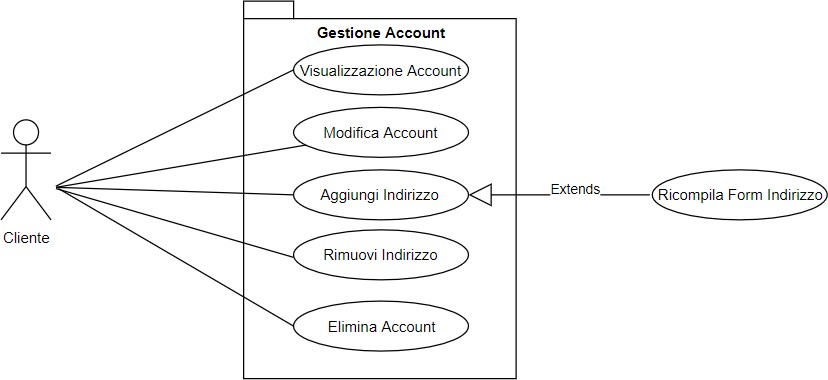 Gestione Account
Visualizzazione Account
Modifica Account
Aggiungi Indirizzo
Extends
Ricompila Form Indirizzo
Cliente
Rimuovi Indirizzo
Elimina Account